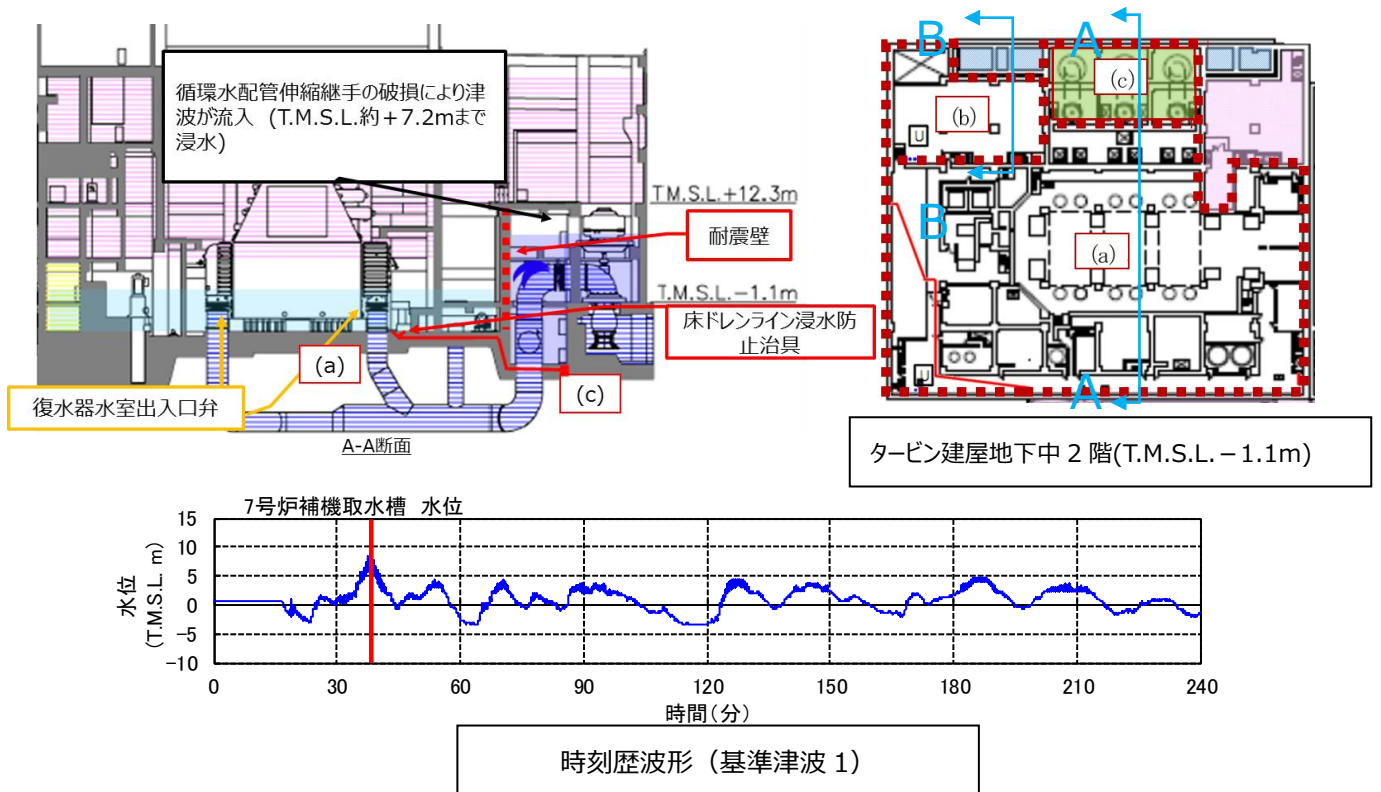 循環水配管伸縮継手の破損により津
波が流入 (T.M.S.L.約+7.2mまで
浸水)
T.M.S.L.+12.3m
耐震壁
T.M.S.L.−1.1m
床ドレンライン浸水防
止治具
(a)
(c)
復水器水室出入口弁
A-A断面
B
A
(c)
(b)
U
B
(a)
U
A
タービン建屋地下中 2 階(T.M.S.L.−1.1m)
7号炉補機取水槽 水位
水位
(T.M.S.L. m)
15
10
5
0
−5
−10
0 30 60 90 120 150 180 210 240
時間(分)
時刻歴波形(基準津波 1)